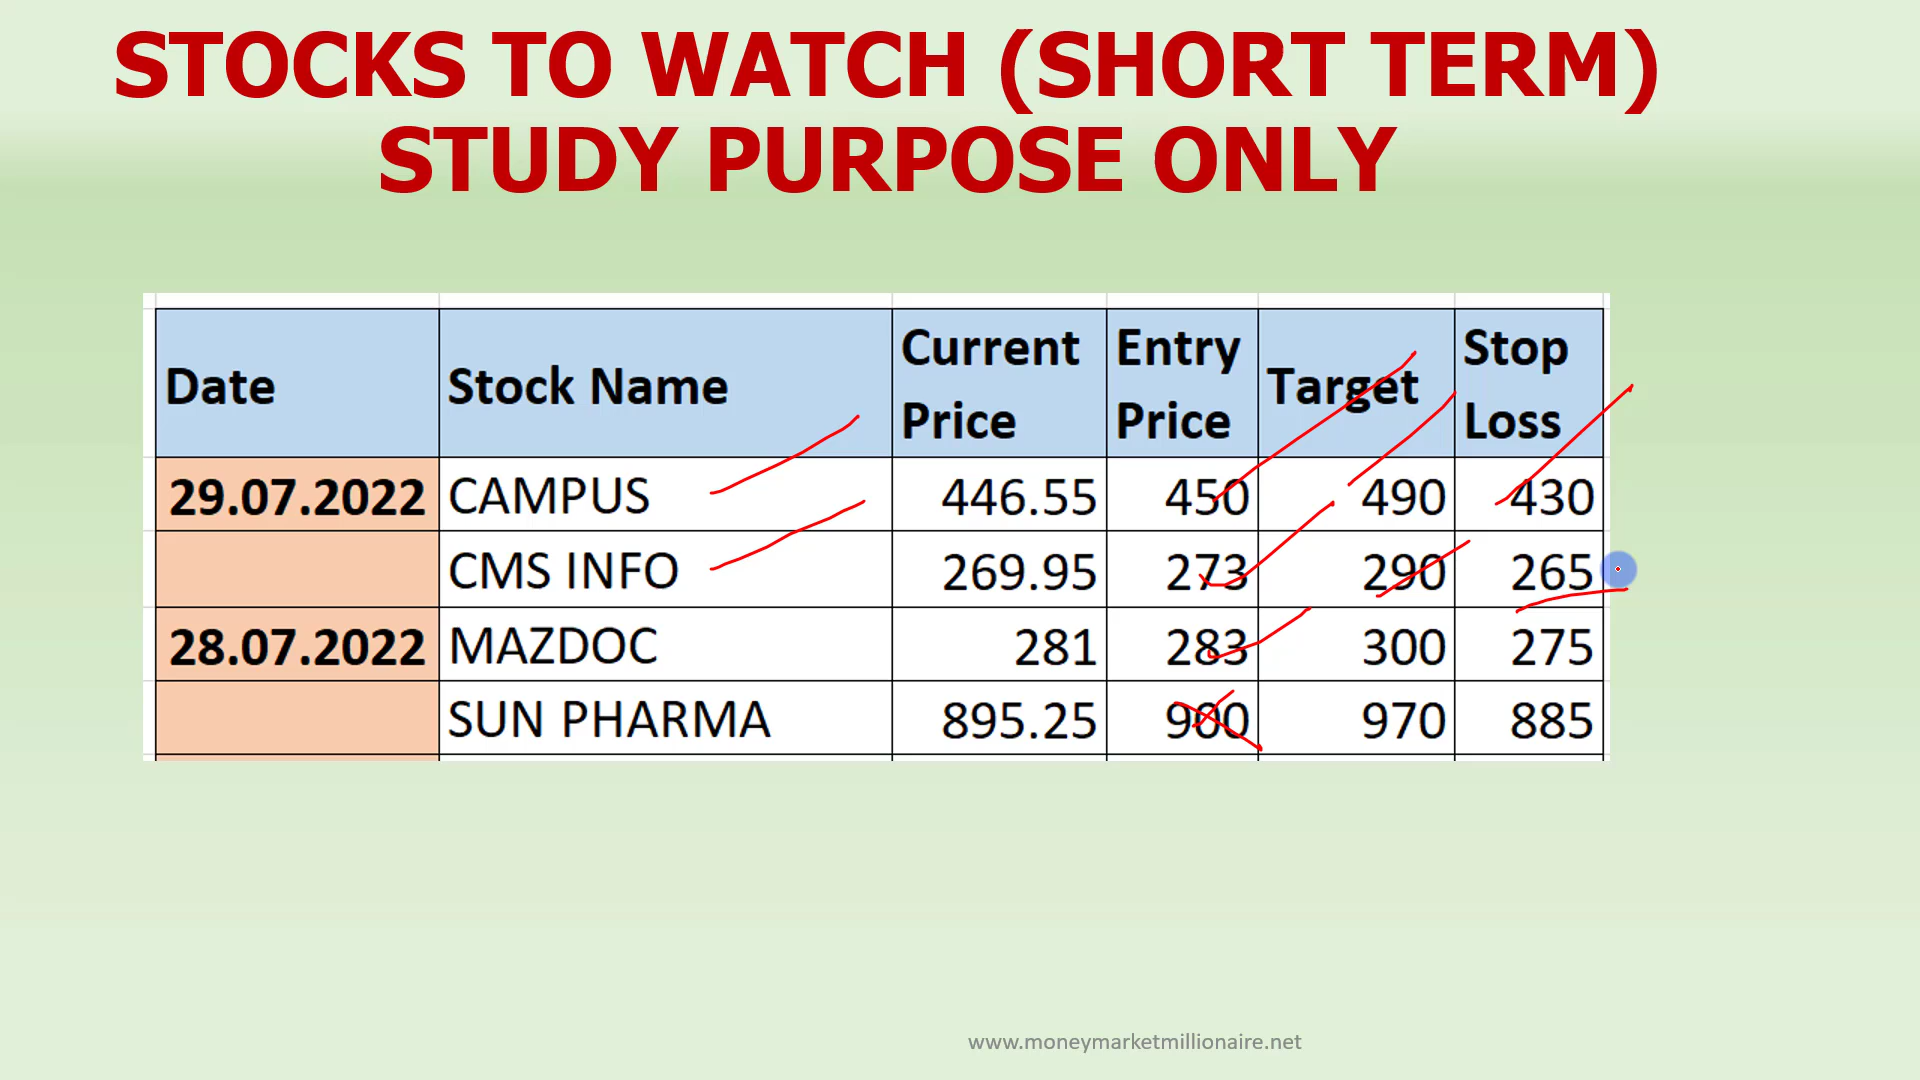 STOCKS TO WATCH (SHORT TERM)
STUDY PURPOSE ONLY
Date Stock Name Current Price Entry Price Target Stop Loss
29.07.2022 CAMPUS 446.55 450 490 430
CMS INFO 269.95 273 290 265
28.07.2022 MAZDOC 281 283 300 275
SUN PHARMA 895.25 900 970 885
www.moneymarketmillionaire.net